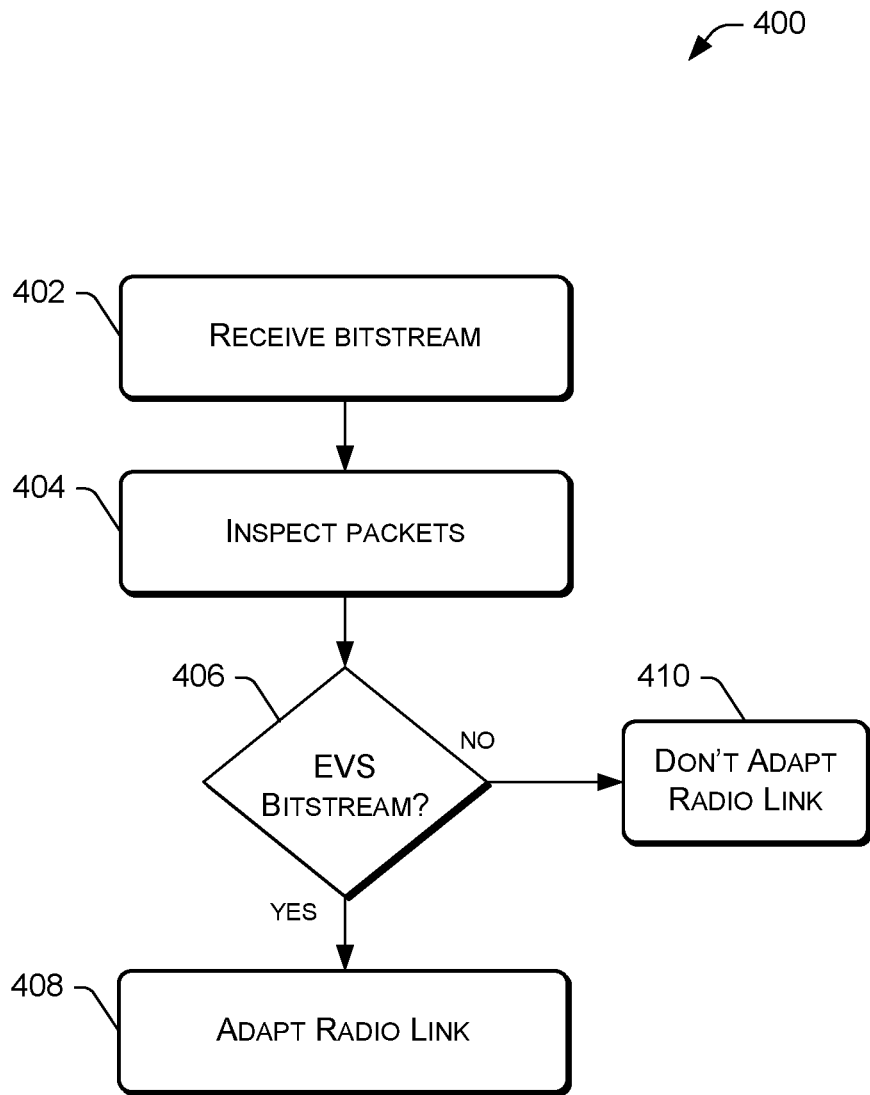 400
402
RECEIVE BITSTREAM
404
INSPECT PACKETS
406
EVS
BITSTREAM?
NO
410
DON'T ADAPT
RADIO LINK
YES
408
ADAPT RADIO LINK